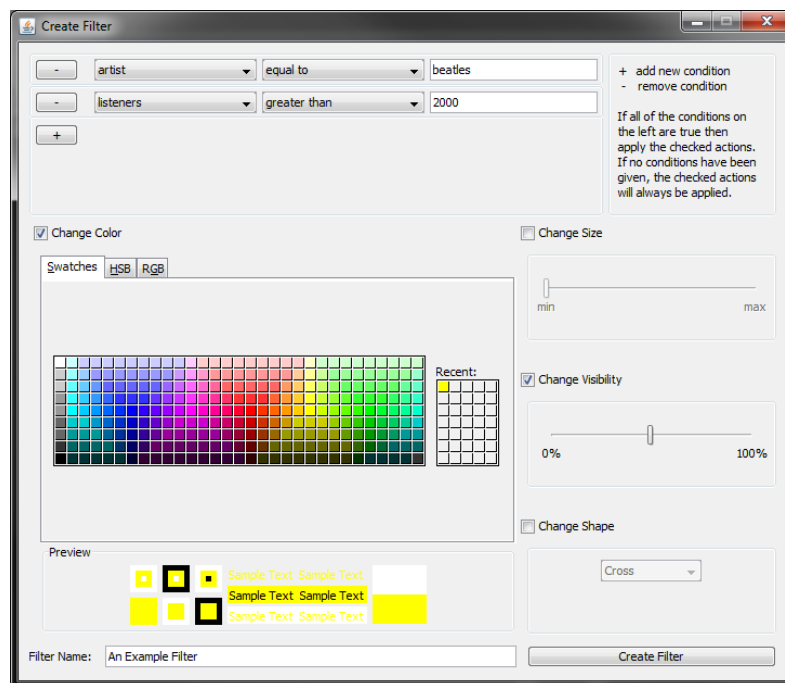 Create Filter
- artist equal to beatles
- listeners greater than 2000
+
+ add new condition
- remove condition
If all of the conditions on
the left are true then
apply the checked actions.
If no conditions have been
given, the checked actions
will always be applied.
Change Color
Swatches HSB RGB
Recent:
Preview
Sample Text Sample Text
Sample Text Sample Text
Sample Text Sample Text
Change Size
min max
Change Visibility
0% 100%
Change Shape
Cross
Filter Name: An Example Filter
Create Filter